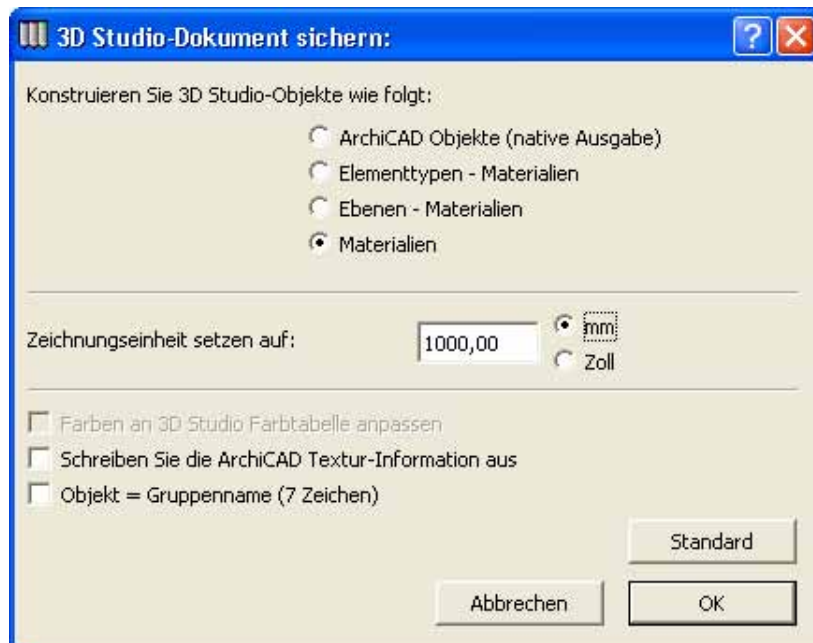 3D Studio-Dokument sichern:
Konstruieren Sie 3D Studio-Objekte wie folgt:
ArchiCAD Objekte (native Ausgabe)
Elementtypen - Materialien
Ebenen - Materialien
Materialien
Zeichnungseinheit setzen auf:
1000,00
mm
Zoll
Farben an 3D Studio Farbtabelle anpassen
Schreiben Sie die ArchiCAD Textur-Information aus
Objekt = Gruppenname (7 Zeichen)
Standard
Abbrechen
OK